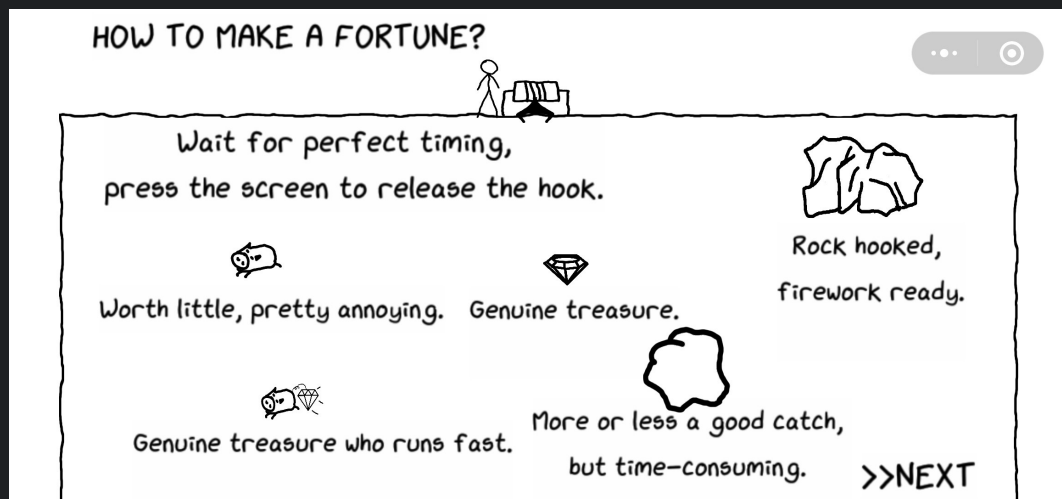 HOW TO MAKE A FORTUNE?
Wait for perfect timing,
press the screen to release the hook.
Rock hooked,
firework ready.
Worth little, pretty annoying.
Genuine treasure.
More or less a good catch,
but time-consuming.
Genuine treasure who runs fast.
>>NEXT